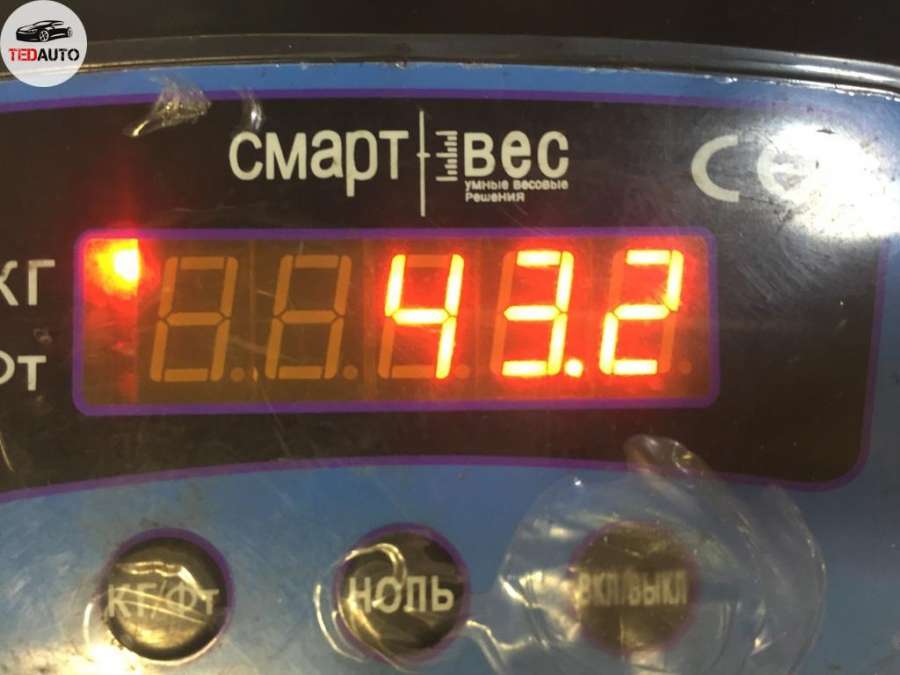 TEDAUTO
смарт вес
умные весовые
Решения
CE
КГ
43.2
Фт
КГ/Фт НОЛЬ ВКЛ/ВЫКЛ